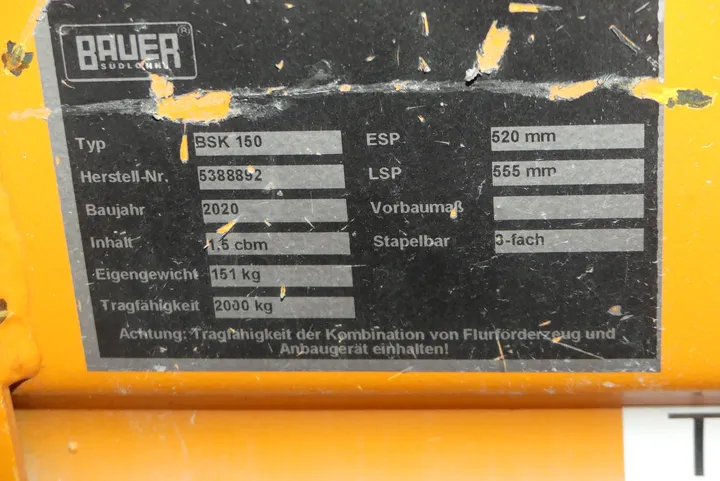 BAUER ®
SÜDLOHN
Typ BSK 150 ESP 520 mm
Herstell-Nr. 5388892 LSP 555 mm
Baujahr 2020 Vorbaumaß
Inhalt 1,5 cbm Stapelbar 3-fach
Eigengewicht 151 kg
Tragfähigkeit 2000 kg
Achtung: Tragfähigkeit der Kombination von Flurförderzeug und
Anbaugerät einhalten!
T